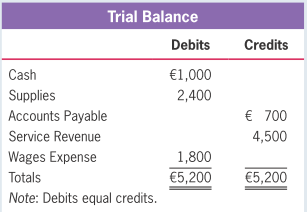 Trial Balance
Debits Credits
Cash €1,000
Supplies 2,400
Accounts Payable € 700
Service Revenue 4,500
Wages Expense 1,800
Totals €5,200 €5,200
Note: Debits equal credits.